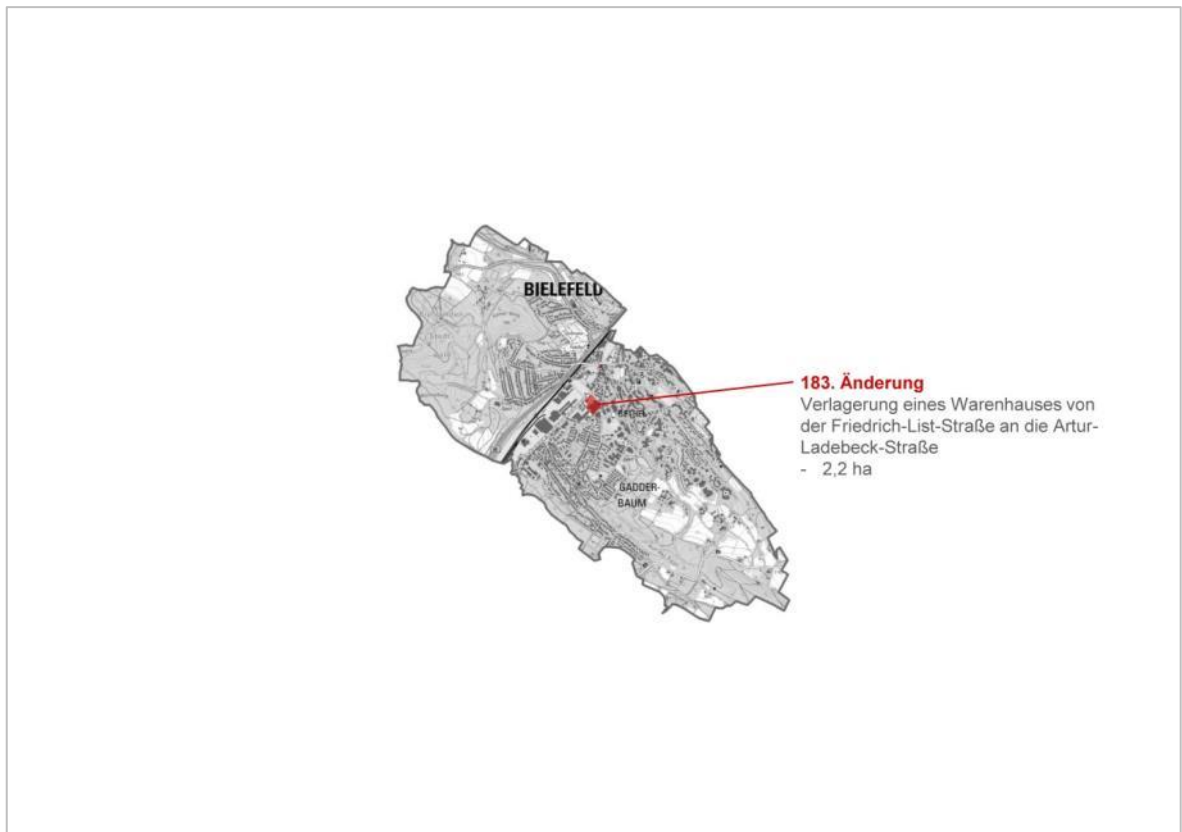 BIELEFELD
183. Änderung
Verlagerung eines Warenhauses von
der Friedrich-List-Straße an die Artur-
Ladebeck-Straße
- 2,2 ha
BETHEL
GADDER-
BAUM